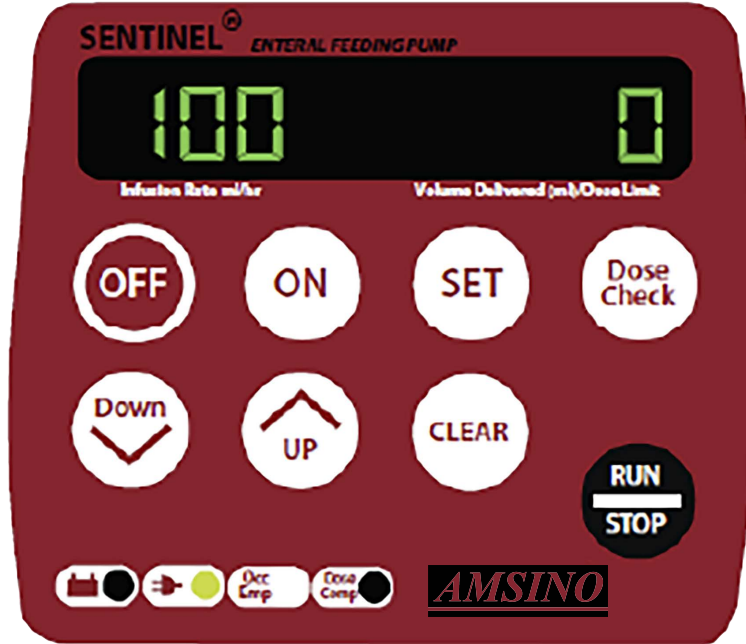 SENTINEL®
ENTERAL FEEDING PUMP
100 0
Infusion Rate ml/hr Volume Delivered (ml)/Dose Limit
OFF ON SET Dose
Check
Down
UP CLEAR
RUN
STOP
Occ
Emp
Dose
Comp
AMSINO